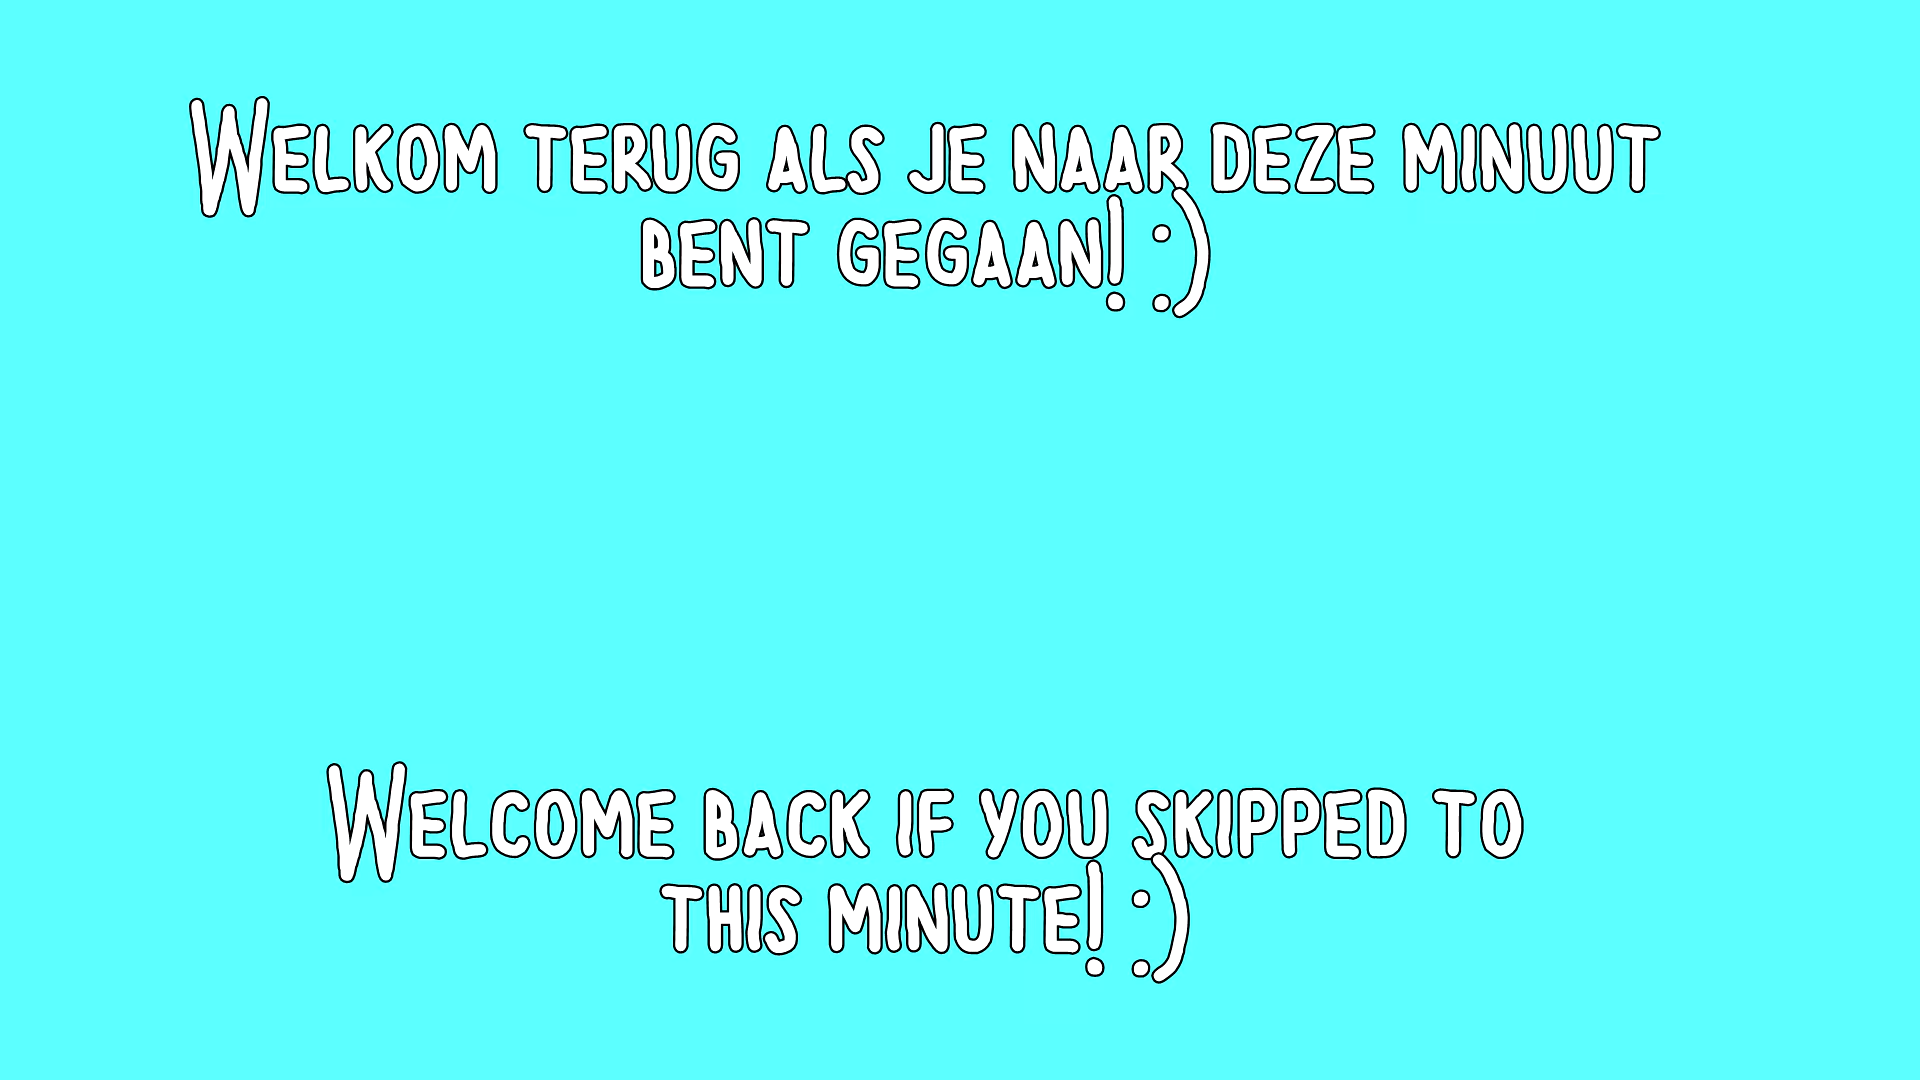 Welkom terug als je naar deze minuut
bent gegaan! :)
Welcome back if you skipped to
this minute! :)